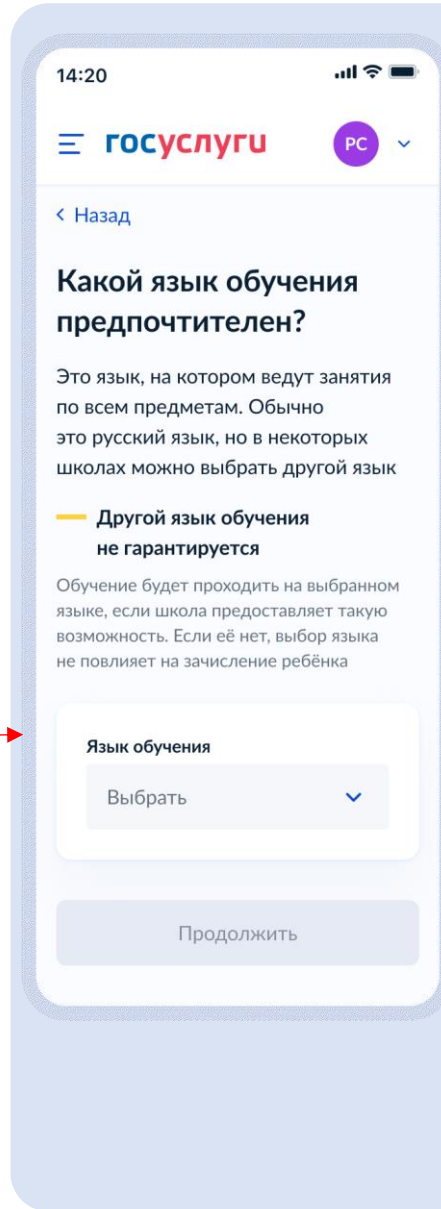 14:20
госуслуги
РС
Назад
Какой язык обучения
предпочтителен?
Это язык, на котором ведут занятия
по всем предметам. Обычно
это русский язык, но в некоторых
школах можно выбрать другой язык
Другой язык обучения
не гарантируется
Обучение будет проходить на выбранном
языке, если школа предоставляет такую
возможность. Если её нет, выбор языка
не повлияет на зачисление ребёнка
Язык обучения
Выбрать
Продолжить